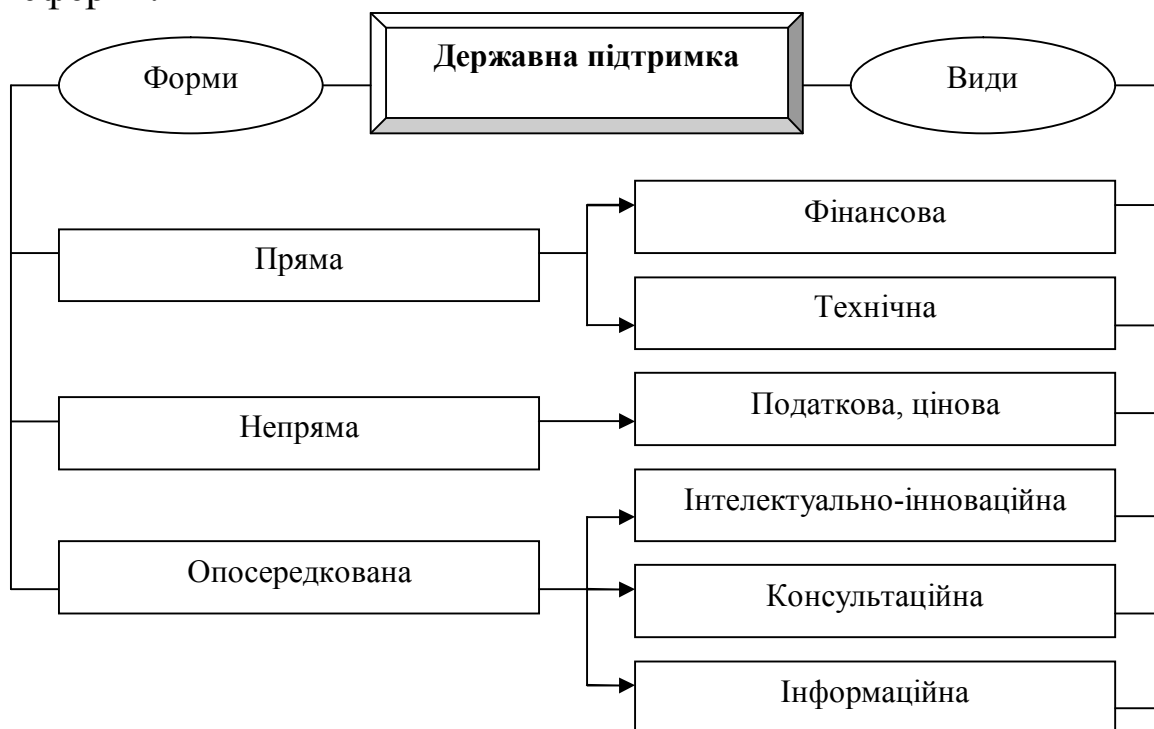 Форми
Державна підтримка
Види
Фінансова
Пряма
Технічна
Податкова, цінова
Непряма
Інтелектуально-інноваційна
Опосередкована
Консультаційна
Інформаційна